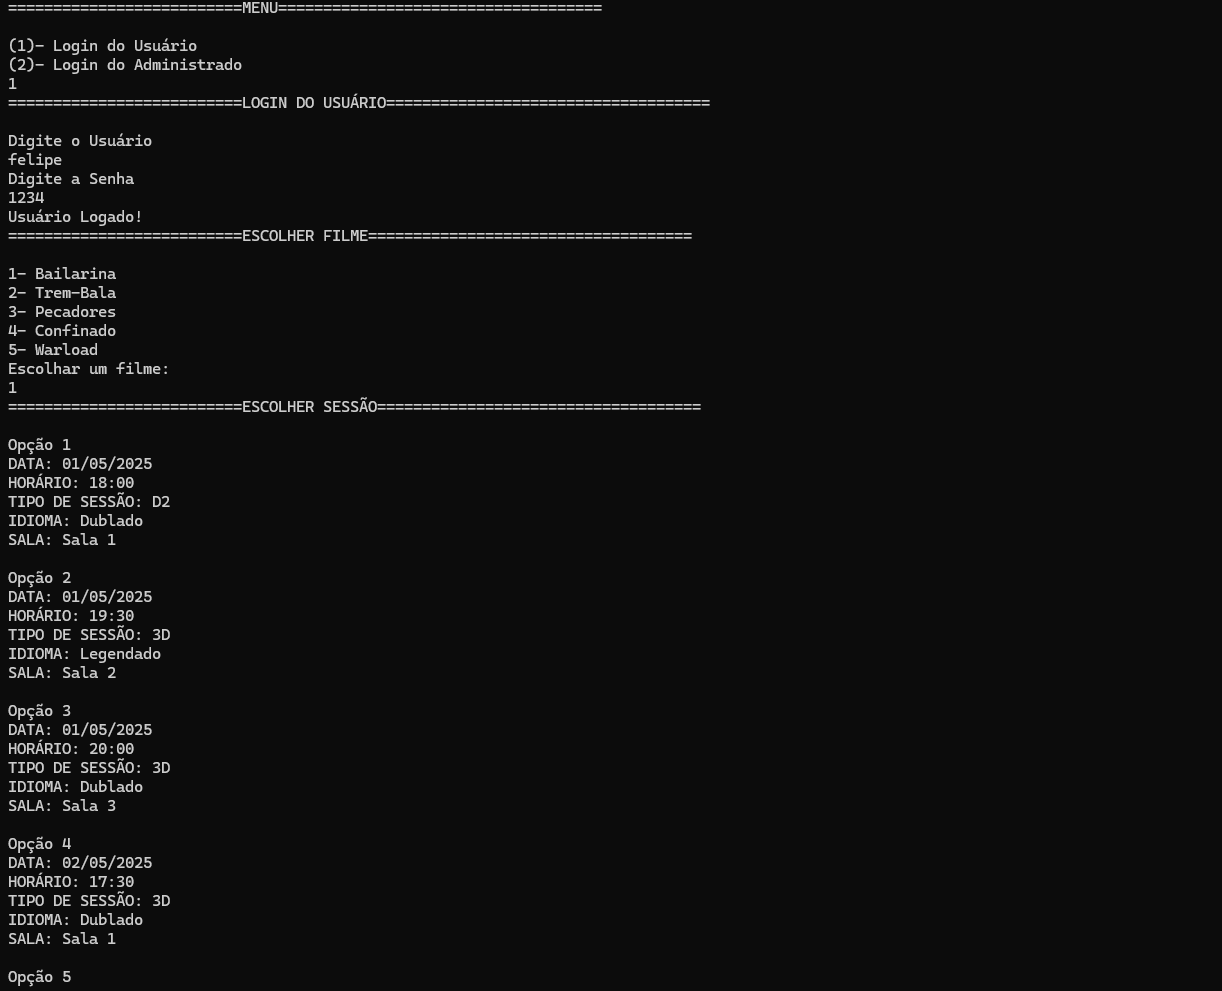 ==========================MENU====================================
(1)- Login do Usuário
(2)- Login do Administrado
1
==========================LOGIN DO USUÁRIO====================================
Digite o Usuário
felipe
Digite a Senha
1234
Usuário Logado!
==========================ESCOLHER FILME====================================
1- Bailarina
2- Trem-Bala
3- Pecadores
4- Confinado
5- Warload
Escolhar um filme:
1
==========================ESCOLHER SESSÃO====================================
Opção 1
DATA: 01/05/2025
HORÁRIO: 18:00
TIPO DE SESSÃO: D2
IDIOMA: Dublado
SALA: Sala 1
Opção 2
DATA: 01/05/2025
HORÁRIO: 19:30
TIPO DE SESSÃO: 3D
IDIOMA: Legendado
SALA: Sala 2
Opção 3
DATA: 01/05/2025
HORÁRIO: 20:00
TIPO DE SESSÃO: 3D
IDIOMA: Dublado
SALA: Sala 3
Opção 4
DATA: 02/05/2025
HORÁRIO: 17:30
TIPO DE SESSÃO: 3D
IDIOMA: Dublado
SALA: Sala 1
Opção 5